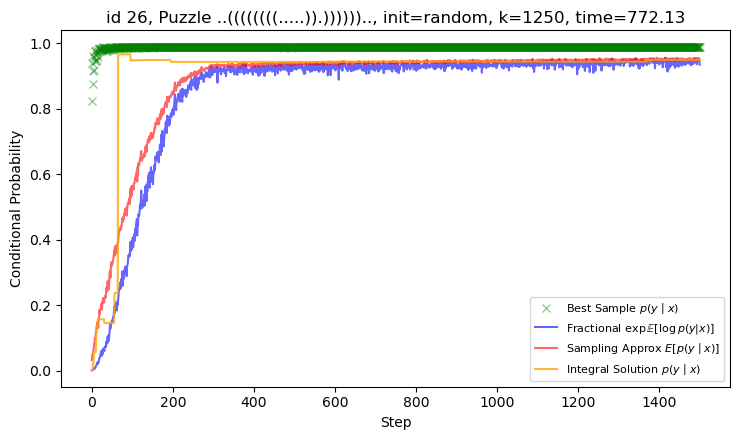 id 26, Puzzle ..((((((((.....)).)))))).., init=random, k=1250, time=772.13
1.0
0.8
0.6
0.4
0.2
0.0
Conditional Probability
Best Sample p(y | x)
Fractional exp𝔼[log p(y|x)]
Sampling Approx E[p(y | x)]
Integral Solution p(y | x)
0 200 400 600 800 1000 1200 1400
Step